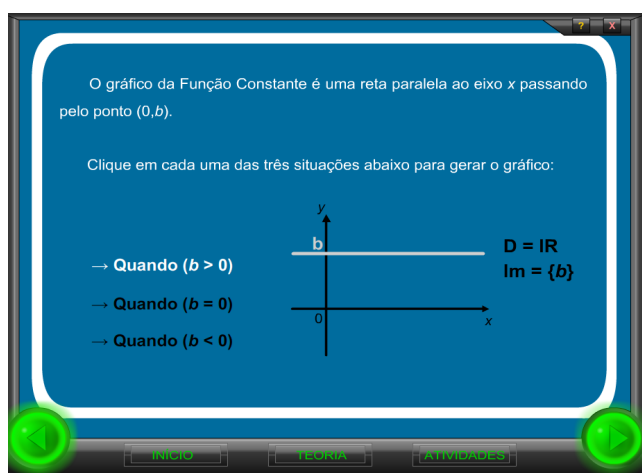 ? X
O gráfico da Função Constante é uma reta paralela ao eixo x passando
pelo ponto (0,b).
Clique em cada uma das três situações abaixo para gerar o gráfico:
→ Quando (b > 0)
→ Quando (b = 0)
→ Quando (b < 0)
y
b
0
x
D = IR
Im = {b}
INICIO TEORIA ATIVIDADES